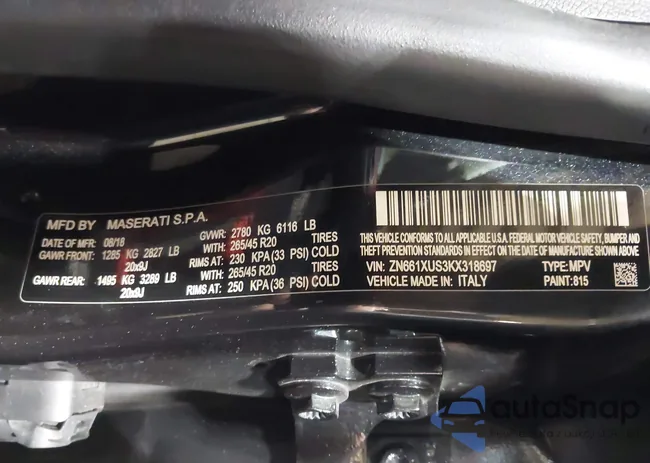 MFD BY MASERATI S.P.A.
DATE OF MFR: 08/18 GVWR: 2780 KG 6116 LB
GAWR FRONT: 1285 KG 2827 LB WITH: 265/45 R20 TIRES
20x9J RIMS AT: 230 KPA (33 PSI) COLD
GAWR REAR: 1495 KG 3289 LB WITH: 265/45 R20 TIRES
20x9J RIMS AT: 250 KPA (36 PSI) COLD
THIS VEHICLE CONFORMS TO ALL APPLICABLE U.S.A. FEDERAL MOTOR VEHICLE SAFETY, BUMPER AND
THEFT PREVENTION STANDARDS IN EFFECT ON THE DATE OF MANUFACTURE SHOWN ABOVE
VIN: ZN661XUS3KX318697 TYPE: MPV
VEHICLE MADE IN: ITALY PAINT: 815
autoSnap